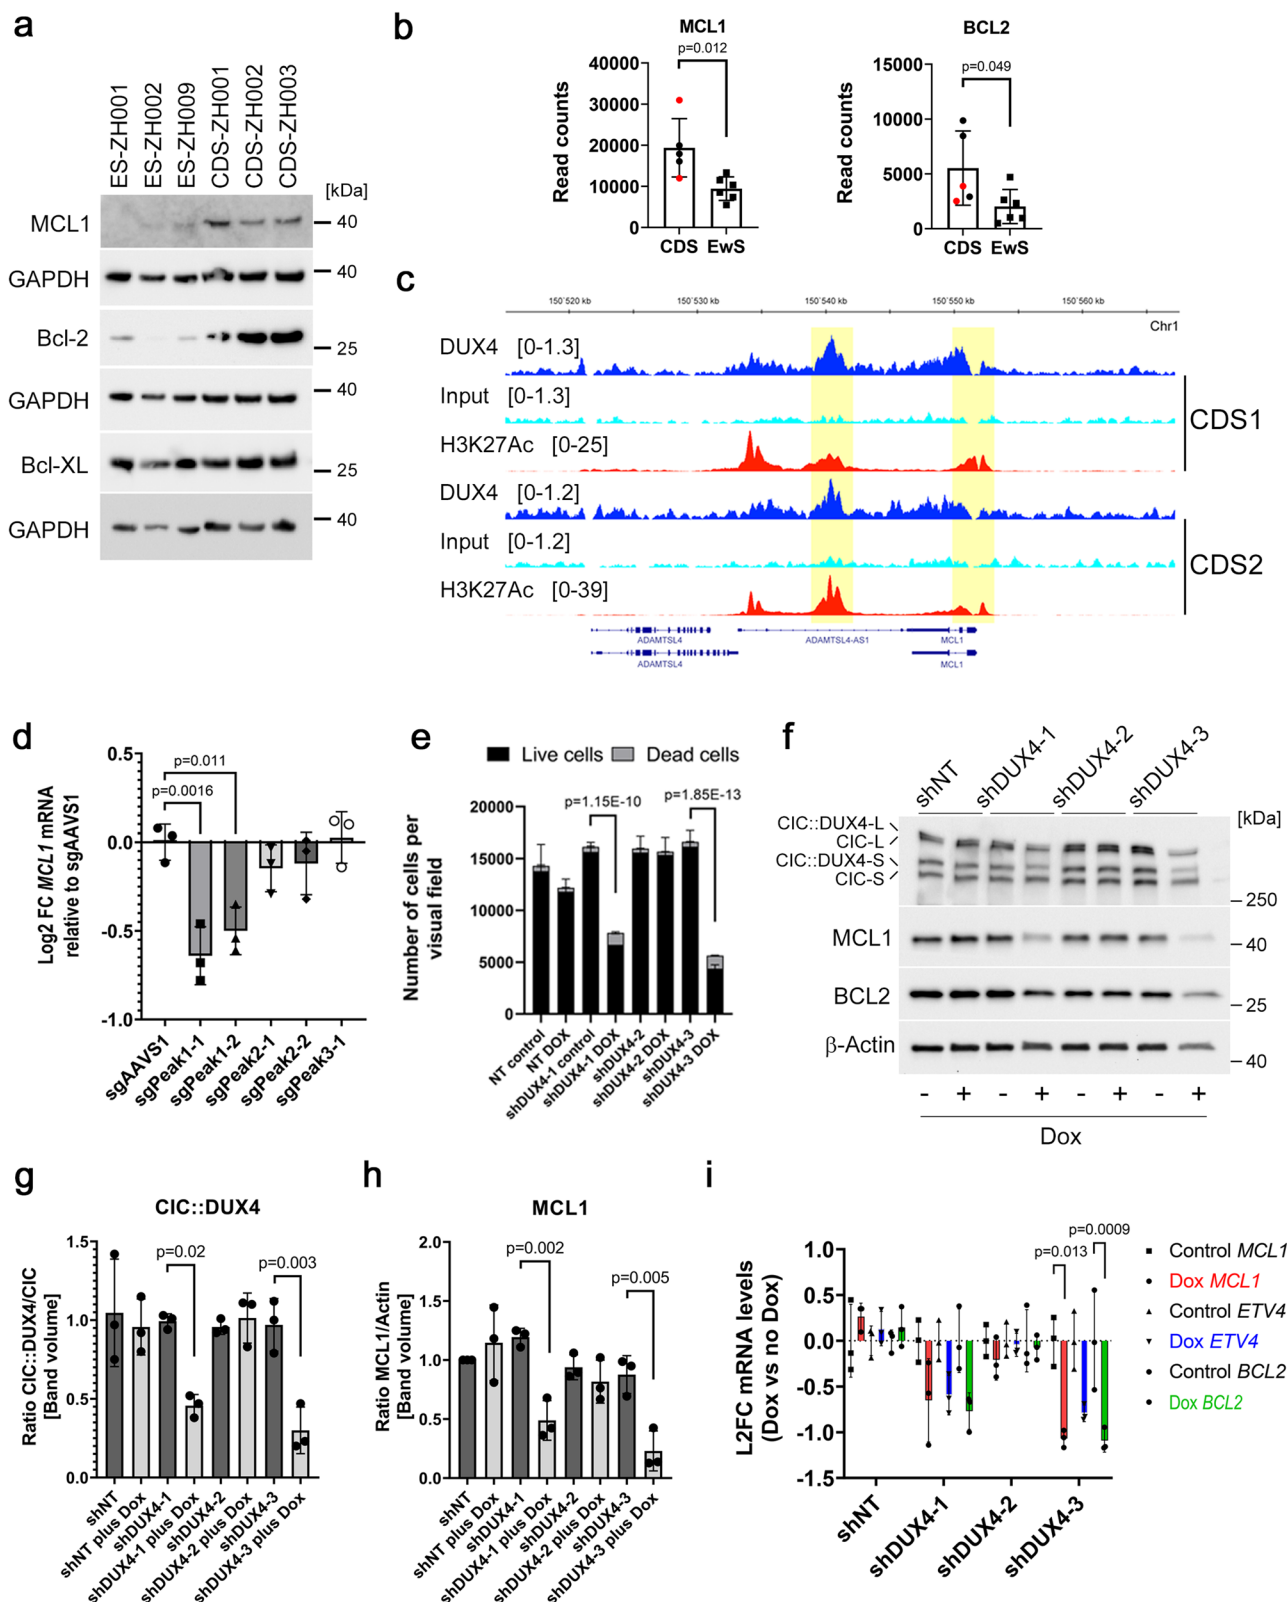 a
ES-ZH001
ES-ZH002
ES-ZH009
CDS-ZH001
CDS-ZH002
CDS-ZH003
[kDa]
MCL1
40
GAPDH
40
Bcl-2
25
GAPDH
40
Bcl-XL
25
GAPDH
40
b
MCL1
p=0.012
Read counts
40000
30000
20000
10000
0
CDS EwS
BCL2
p=0.049
Read counts
15000
10000
5000
0
CDS EwS
c
150´520 kb 150´530 kb 150´540 kb 150´550 kb 150´560 kb
Chr1
DUX4 [0-1.3]
Input [0-1.3]
H3K27Ac [0-25]
CDS1
DUX4 [0-1.2]
Input [0-1.2]
H3K27Ac [0-39]
CDS2
ADAMTSL4 ADAMTSL4-AS1 MCL1
ADAMTSL4 MCL1
d
Log2 FC MCL1 mRNA
relative to sgAAVS1
0.5
0.0
-0.5
-1.0
p=0.011
p=0.0016
sgAAVS1
sgPeak1-1
sgPeak1-2
sgPeak2-1
sgPeak2-2
sgPeak3-1
e
Live cells Dead cells
Number of cells per
visual field
20000
15000
10000
5000
0
p=1.15E-10
p=1.85E-13
NT control
NT DOX
shDUX4-1 control
shDUX4-1 DOX
shDUX4-2
shDUX4-2 DOX
shDUX4-3
shDUX4-3 DOX
f
shNT
shDUX4-1
shDUX4-2
shDUX4-3
[kDa]
CIC::DUX4-L
CIC-L
CIC::DUX4-S
CIC-S
250
MCL1
40
BCL2
25
β-Actin
40
- + - + - + - +
Dox
g
CIC::DUX4
Ratio CIC::DUX4/CIC
[Band volume]
1.5
1.0
0.5
0.0
p=0.02
p=0.003
shNT
shNT plus Dox
shDUX4-1
shDUX4-1 plus Dox
shDUX4-2
shDUX4-2 plus Dox
shDUX4-3
shDUX4-3 plus Dox
h
MCL1
Ratio MCL1/Actin
[Band volume]
2.0
1.5
1.0
0.5
0.0
p=0.002
p=0.005
shNT
shNT plus Dox
shDUX4-1
shDUX4-1 plus Dox
shDUX4-2
shDUX4-2 plus Dox
shDUX4-3
shDUX4-3 plus Dox
i
L2FC mRNA levels
(Dox vs no Dox)
1.0
0.5
0.0
-0.5
-1.0
-1.5
p=0.013
p=0.0009
shNT
shDUX4-1
shDUX4-2
shDUX4-3
Control MCL1
Dox MCL1
Control ETV4
Dox ETV4
Control BCL2
Dox BCL2